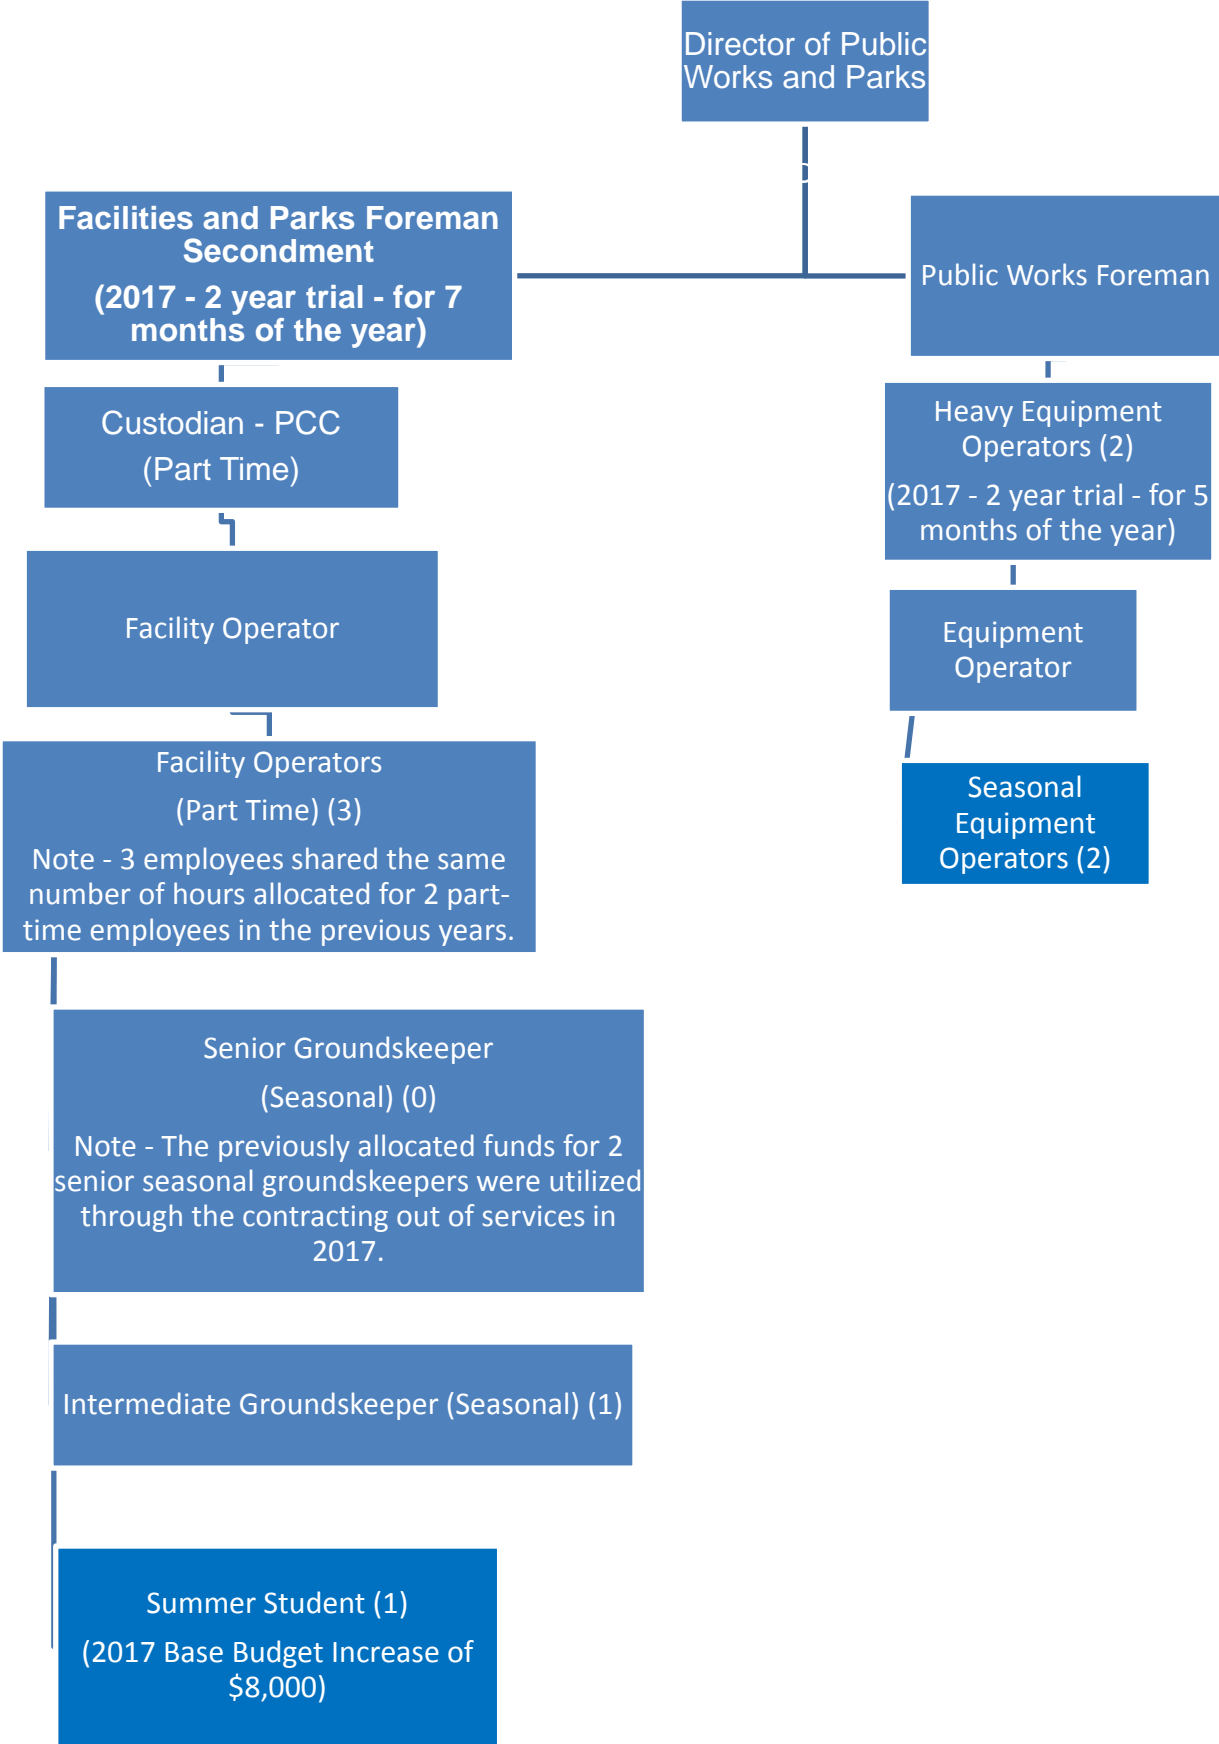 Director of Public
Works and Parks
Facilities and Parks Foreman
Secondment
(2017 - 2 year trial - for 7
months of the year)
Custodian - PCC
(Part Time)
Facility Operator
Facility Operators
(Part Time) (3)
Note - 3 employees shared the same
number of hours allocated for 2 part-
time employees in the previous years.
Senior Groundskeeper
(Seasonal) (0)
Note - The previously allocated funds for 2
senior seasonal groundskeepers were utilized
through the contracting out of services in
2017.
Intermediate Groundskeeper (Seasonal) (1)
Summer Student (1)
(2017 Base Budget Increase of
$8,000)
Public Works Foreman
Heavy Equipment
Operators (2)
(2017 - 2 year trial - for 5
months of the year)
Equipment
Operator
Seasonal
Equipment
Operators (2)